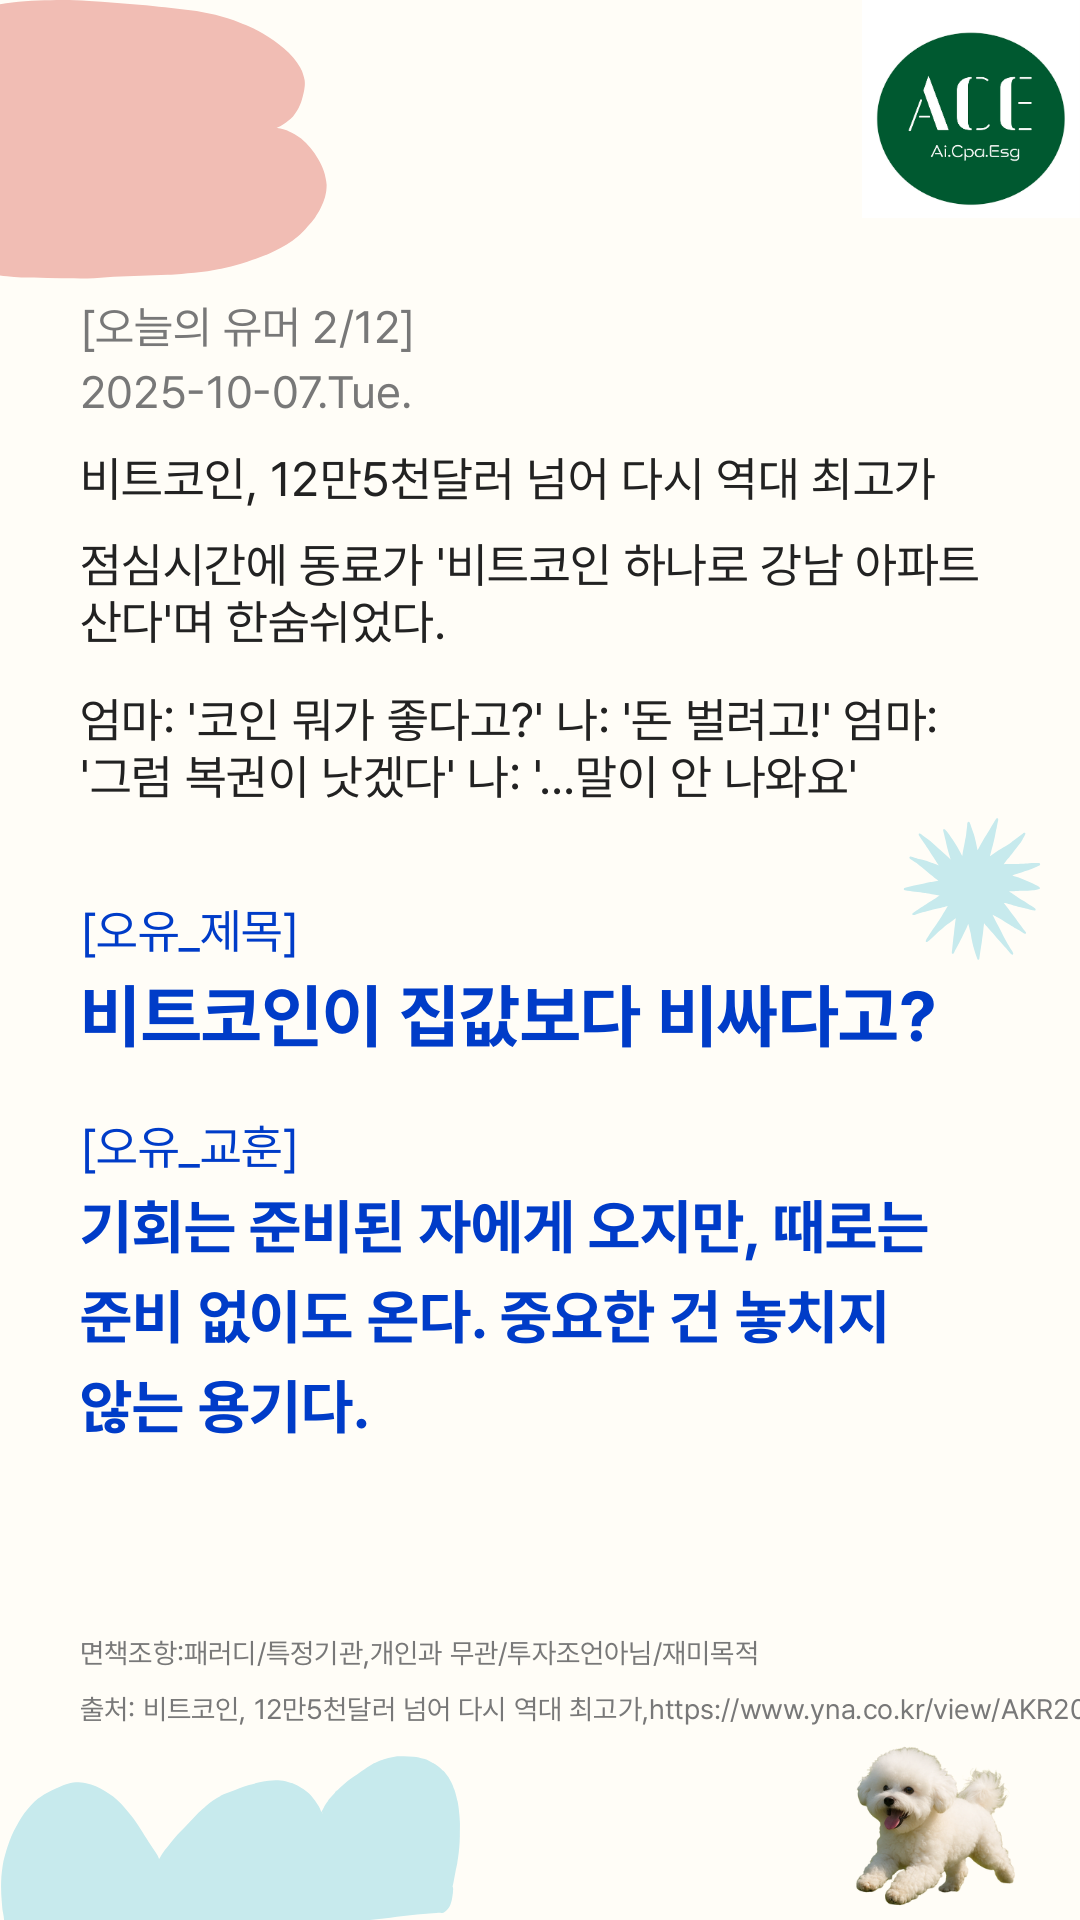 ACE
Ai.Cpa.Esg
[오늘의 유머 2/12]
2025-10-07.Tue.
비트코인, 12만5천달러 넘어 다시 역대 최고가
점심시간에 동료가 '비트코인 하나로 강남 아파트
산다'며 한숨쉬었다.
엄마: '코인 뭐가 좋다고?' 나: '돈 벌려고!' 엄마:
'그럼 복권이 낫겠다' 나: '...말이 안 나와요'
[오유_제목]
비트코인이 집값보다 비싸다고?
[오유_교훈]
기회는 준비된 자에게 오지만, 때로는
준비 없이도 온다. 중요한 건 놓치지
않는 용기다.
면책조항:패러디/특정기관,개인과 무관/투자조언아님/재미목적
출처: 비트코인, 12만5천달러 넘어 다시 역대 최고가,https://www.yna.co.kr/view/AKR20